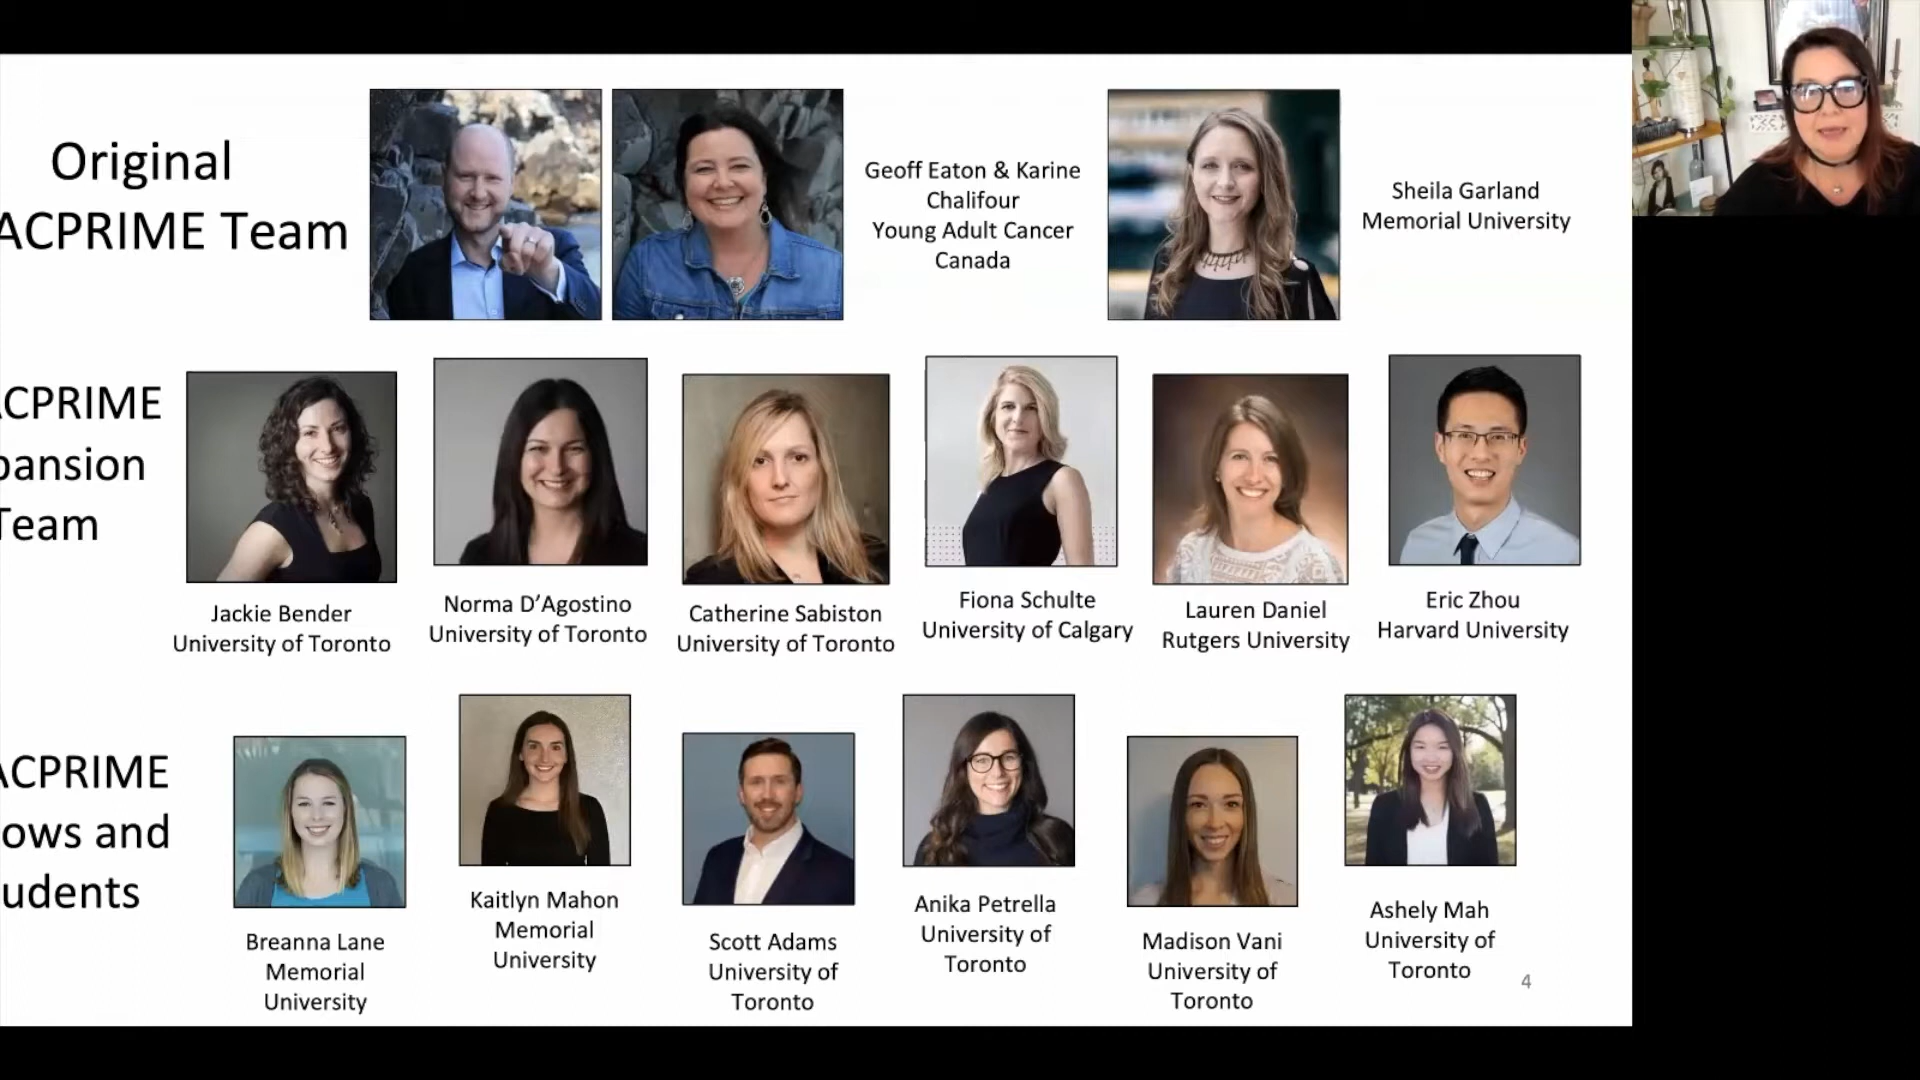 Original
ACPRIME Team
Geoff Eaton & Karine
Chalifour
Young Adult Cancer
Canada
Sheila Garland
Memorial University
ACPRIME
pansion
Team
Jackie Bender
University of Toronto
Norma D’Agostino
University of Toronto
Catherine Sabiston
University of Toronto
Fiona Schulte
University of Calgary
Lauren Daniel
Rutgers University
Eric Zhou
Harvard University
ACPRIME
ows and
udents
Breanna Lane
Memorial
University
Kaitlyn Mahon
Memorial
University
Scott Adams
University of
Toronto
Anika Petrella
University of
Toronto
Madison Vani
University of
Toronto
Ashely Mah
University of
Toronto
4